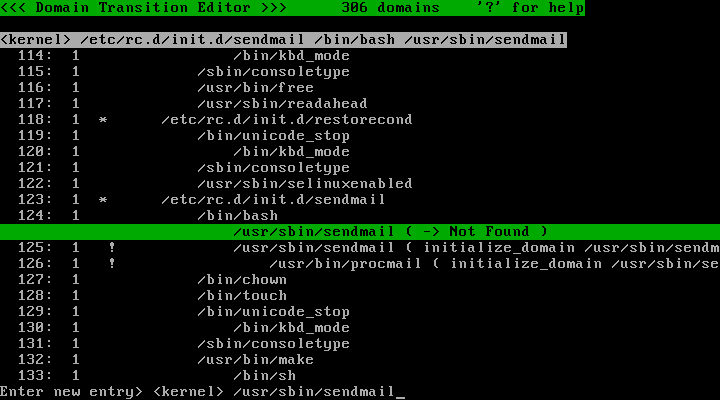 <<< Domain Transition Editor >>>      306 domains    '?' for help
<kernel> /etc/rc.d/init.d/sendmail /bin/bash /usr/sbin/sendmail
114:  1                 /bin/kbd_mode
115:  1             /sbin/consoletype
116:  1             /usr/bin/free
117:  1             /usr/sbin/readahead
118:  1  *      /etc/rc.d/init.d/restorecond
119:  1             /bin/unicode_stop
120:  1                 /bin/kbd_mode
121:  1             /sbin/consoletype
122:  1             /usr/sbin/selinuxenabled
123:  1  *      /etc/rc.d/init.d/sendmail
124:  1             /bin/bash
/usr/sbin/sendmail ( -> Not Found )
125:  1   !             /usr/sbin/sendmail ( initialize_domain /usr/sbin/sendm
126:  1   !                 /usr/bin/procmail ( initialize_domain /usr/sbin/se
127:  1             /bin/chown
128:  1             /bin/touch
129:  1             /bin/unicode_stop
130:  1                 /bin/kbd_mode
131:  1             /sbin/consoletype
132:  1             /usr/bin/make
133:  1                 /bin/sh
Enter new entry> <kernel> /usr/sbin/sendmail_